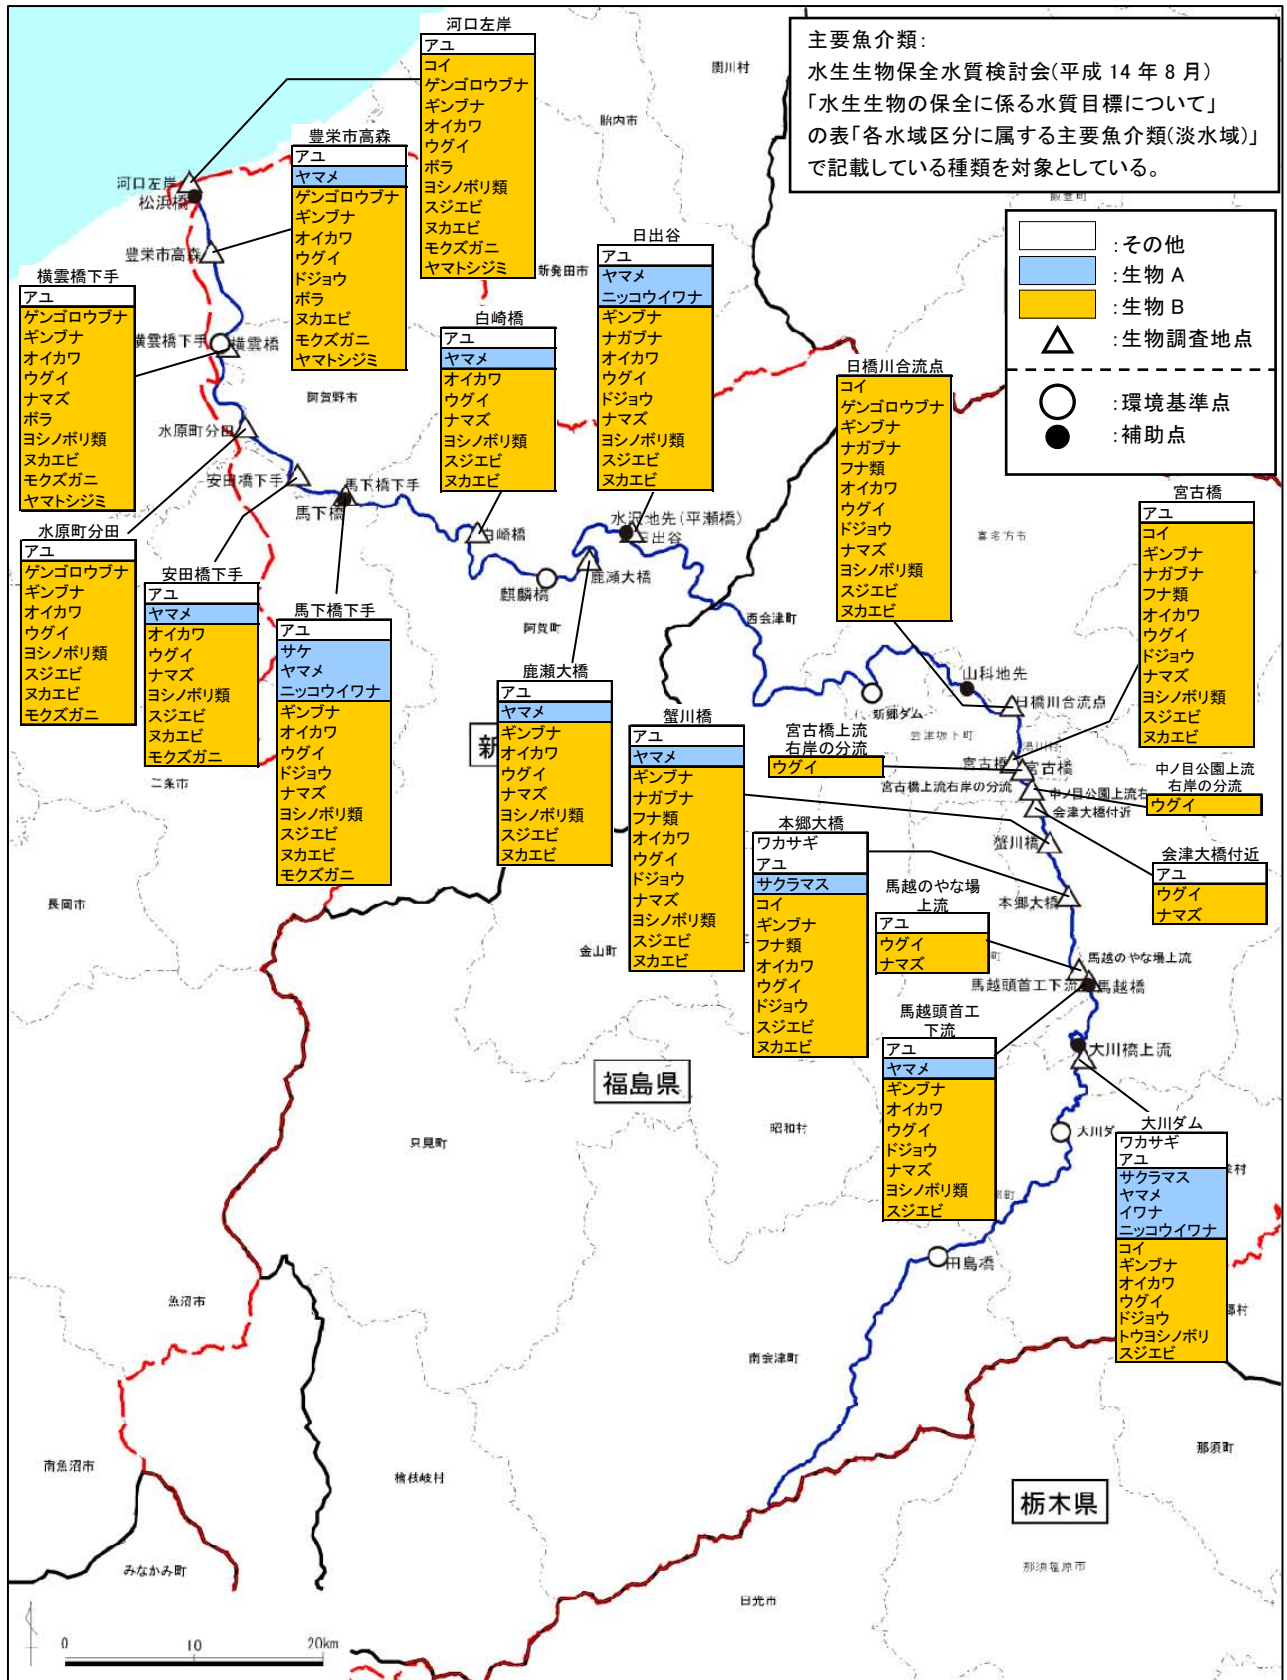 主要魚介類：
水生生物保全水質検討会(平成 14 年 8 月)
「水生生物の保全に係る水質目標について」
の表「各水域区分に属する主要魚介類(淡水域)」
で記載している種類を対象としている。
：その他
：生物 A
：生物 B
：生物調査地点
：環境基準点
：補助点
河口左岸
アユ
コイ
ゲンゴロウブナ
ギンブナ
オイカワ
ウグイ
ボラ
ヨシノボリ類
スジエビ
ヌカエビ
モクズガニ
ヤマトシジミ
豊栄市高森
アユ
ヤマメ
ゲンゴロウブナ
ギンブナ
オイカワ
ウグイ
ドジョウ
ボラ
ヌカエビ
モクズガニ
ヤマトシジミ
横雲橋下手
アユ
ゲンゴロウブナ
ギンブナ
オイカワ
ウグイ
ナマズ
ボラ
ヨシノボリ類
ヌカエビ
モクズガニ
ヤマトシジミ
水原町分田
アユ
ゲンゴロウブナ
ギンブナ
オイカワ
ウグイ
ヨシノボリ類
スジエビ
ヌカエビ
モクズガニ
安田橋下手
アユ
ヤマメ
オイカワ
ウグイ
ナマズ
ヨシノボリ類
スジエビ
ヌカエビ
モクズガニ
馬下橋下手
アユ
サケ
ヤマメ
ニッコウイワナ
ギンブナ
オイカワ
ウグイ
ドジョウ
ナマズ
ヨシノボリ類
スジエビ
ヌカエビ
モクズガニ
白崎橋
アユ
ヤマメ
オイカワ
ウグイ
ナマズ
ヨシノボリ類
スジエビ
ヌカエビ
日出谷
アユ
ヤマメ
ニッコウイワナ
ギンブナ
ナガブナ
オイカワ
ウグイ
ドジョウ
ナマズ
ヨシノボリ類
スジエビ
ヌカエビ
鹿瀬大橋
アユ
ヤマメ
ギンブナ
オイカワ
ウグイ
ナマズ
ヨシノボリ類
スジエビ
ヌカエビ
日橋川合流点
コイ
ゲンゴロウブナ
ギンブナ
ナガブナ
フナ類
オイカワ
ウグイ
ドジョウ
ナマズ
ヨシノボリ類
スジエビ
ヌカエビ
宮古橋
アユ
コイ
ギンブナ
ナガブナ
フナ類
オイカワ
ウグイ
ドジョウ
ナマズ
ヨシノボリ類
スジエビ
ヌカエビ
宮古橋上流
右岸の分流
ウグイ
中ノ目公園上流
右岸の分流
ウグイ
会津大橋付近
アユ
ウグイ
ナマズ
蟹川橋
アユ
ヤマメ
ギンブナ
ナガブナ
フナ類
オイカワ
ウグイ
ドジョウ
ナマズ
ヨシノボリ類
スジエビ
ヌカエビ
本郷大橋
ワカサギ
アユ
サクラマス
コイ
ギンブナ
フナ類
オイカワ
ウグイ
ドジョウ
スジエビ
ヌカエビ
馬越のやな場
上流
アユ
ウグイ
ナマズ
馬越頭首工
下流
アユ
ヤマメ
ギンブナ
オイカワ
ウグイ
ドジョウ
ナマズ
ヨシノボリ類
スジエビ
大川ダム
ワカサギ
アユ
サクラマス
ヤマメ
イワナ
ニッコウイワナ
コイ
ギンブナ
オイカワ
ウグイ
ドジョウ
トウヨシノボリ
スジエビ
河口左岸
松浜橋
豊栄市高森
横雲橋下手
横雲橋
水原町分田
安田橋下手
馬下橋下手
馬下橋
白崎橋
麒麟橋
鹿瀬大橋
水沢地先(平瀬橋)
日出谷
新郷ダム
山科地先
日橋川合流点
宮古橋
宮古橋
宮古橋上流右岸の分流
中ノ目公園上流右
会津大橋付近
蟹川橋
本郷大橋
馬越のやな場上流
馬越頭首工下流
馬越橋
大川橋上流
大川ダ
田島橋
関川村
胎内市
飯豊町
新発田市
阿賀野市
阿賀町
西会津町
喜多方市
会津坂下町
湯川村
三条市
長岡市
金山町
只見町
昭和村
南会津町
魚沼市
南魚沼市
檜枝岐村
みなかみ町
日光市
那須町
那須塩原市
新
福島県
栃木県
0 10 20km